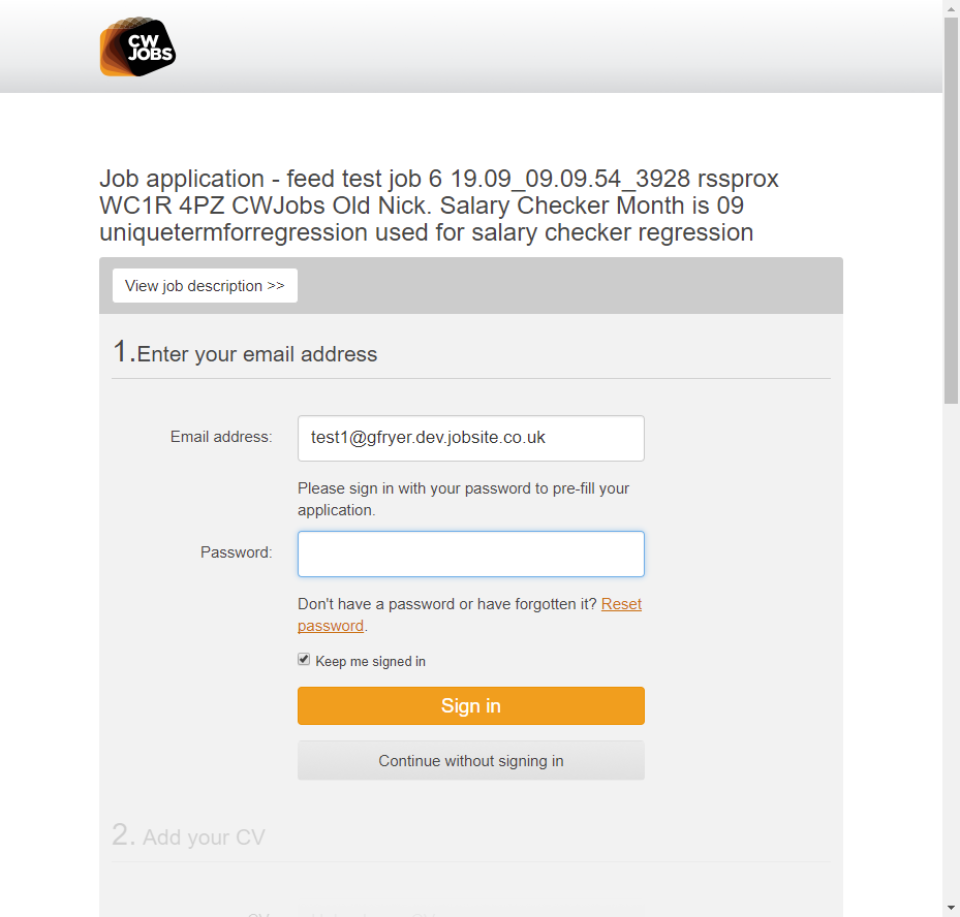 CW
JOBS
Job application - feed test job 6 19.09_09.09.54_3928 rssprox
WC1R 4PZ CWJobs Old Nick. Salary Checker Month is 09
uniquetermforregression used for salary checker regression
View job description >>
1.Enter your email address
Email address:
test1@gfryer.dev.jobsite.co.uk
Please sign in with your password to pre-fill your
application.
Password:
Don't have a password or have forgotten it? Reset
password.
Keep me signed in
Sign in
Continue without signing in
2. Add your CV